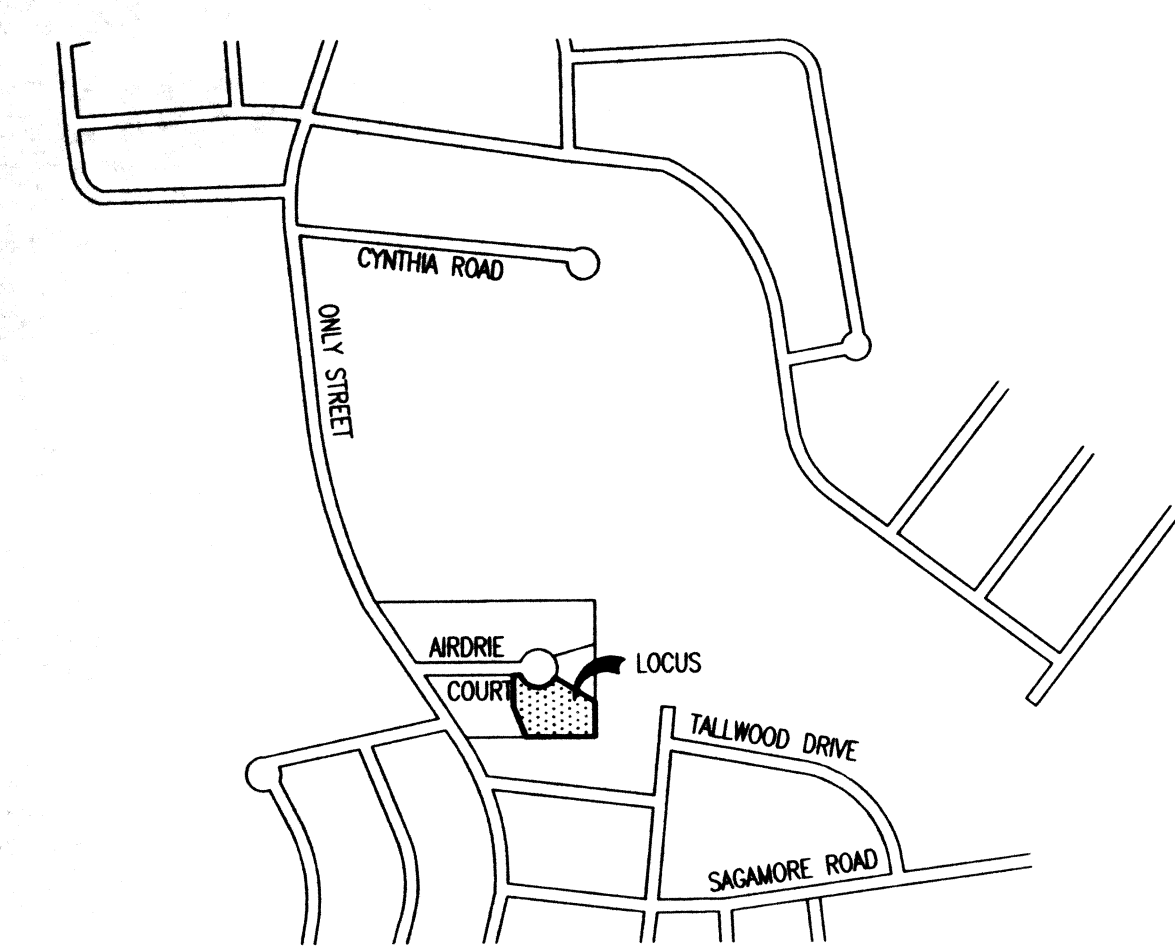 CYNTHIA ROAD
ONLY STREET
AIRDRIE
COURT
LOCUS
TALLWOOD DRIVE
SAGAMORE ROAD